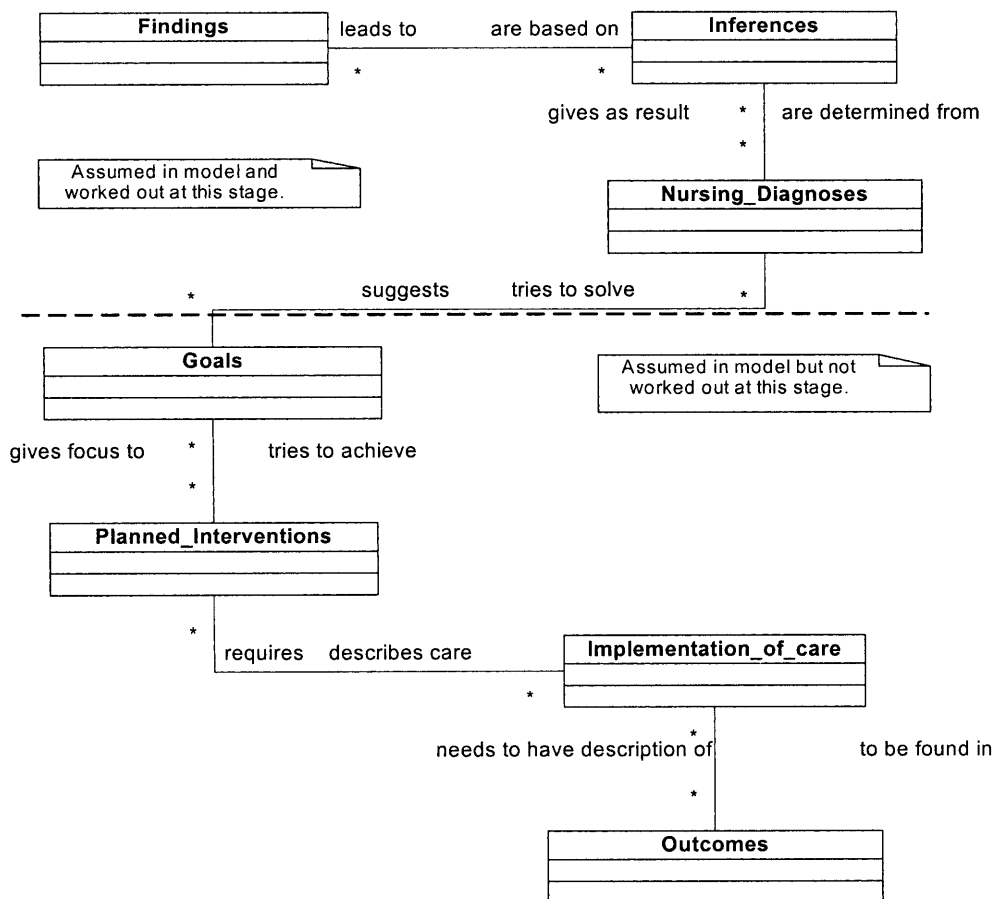 Findings
leads to
are based on
Inferences
*
*
gives as result
*
are determined from
*
Assumed in model and
worked out at this stage.
Nursing_Diagnoses
*
suggests
tries to solve
*
Goals
Assumed in model but not
worked out at this stage.
gives focus to
*
tries to achieve
*
Planned_Interventions
*
requires
describes care
Implementation_of_care
*
*
needs to have description of
to be found in
*
Outcomes